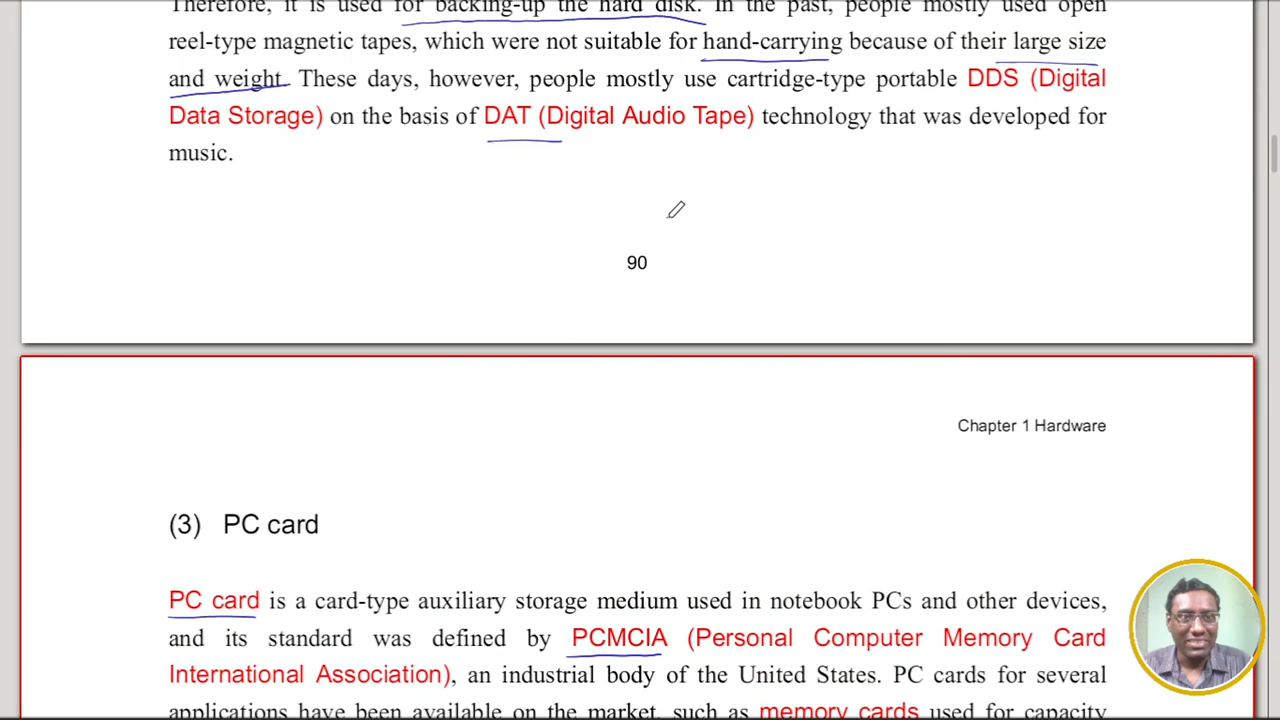 Therefore, it is used for backing-up the hard disk. In the past, people mostly used open
reel-type magnetic tapes, which were not suitable for hand-carrying because of their large size
and weight. These days, however, people mostly use cartridge-type portable DDS (Digital
Data Storage) on the basis of DAT (Digital Audio Tape) technology that was developed for
music.
90
Chapter 1 Hardware
(3) PC card
PC card is a card-type auxiliary storage medium used in notebook PCs and other devices,
and its standard was defined by PCMCIA (Personal Computer Memory Card
International Association), an industrial body of the United States. PC cards for several
applications have been available on the market, such as memory cards used for capacity